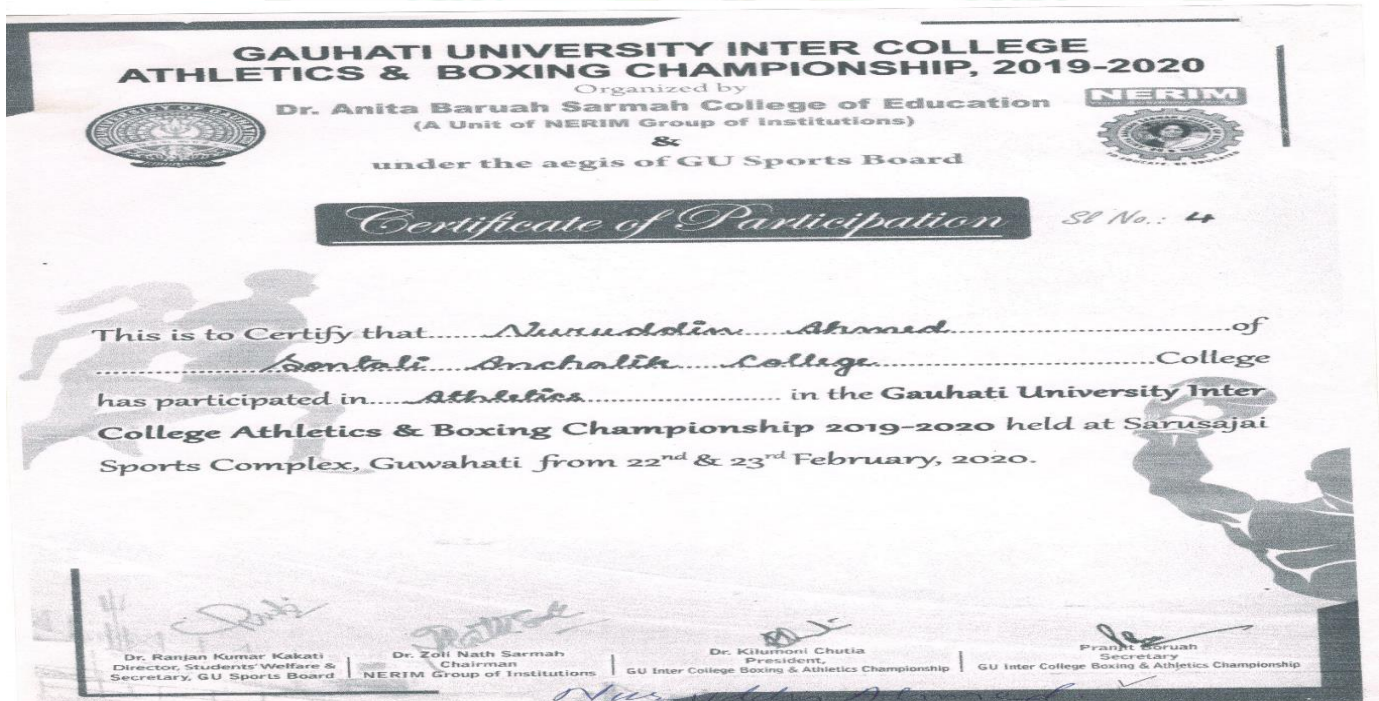 GAUHATI UNIVERSITY INTER COLLEGE
ATHLETICS & BOXING CHAMPIONSHIP, 2019-2020
Organized by
Dr. Anita Baruah Sarmah College of Education
(A Unit of NERIM Group of Institutions)
&
under the aegis of GU Sports Board
NERIM
Certificate of Participation
Sl No.: 4
This is to Certify that Nuruddin Ahmed of
Sontali Anchalik College College
has participated in Athletics in the Gauhati University Inter
College Athletics & Boxing Championship 2019-2020 held at Sarusajai
Sports Complex, Guwahati from 22nd & 23rd February, 2020.
Dr. Ranjan Kumar Kakati
Director, Students' Welfare &
Secretary, GU Sports Board
Dr. Zoii Nath Sarmah
Chairman
NERIM Group of Institutions
Dr. Kilumoni Chutia
President,
GU Inter College Boxing & Athletics Championship
Pranjit Boruah
Secretary
GU Inter College Boxing & Athletics Championship
Nuruddin Ahmed